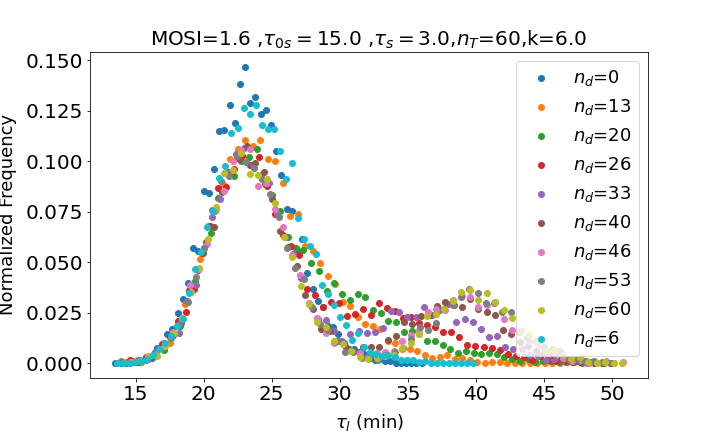 MOSI=1.6 ,τ0s = 15.0 ,τs = 3.0,nT=60,k=6.0
Normalized Frequency
0.150
0.125
0.100
0.075
0.050
0.025
0.000
15 20 25 30 35 40 45 50
τl (min)
nd=0
nd=13
nd=20
nd=26
nd=33
nd=40
nd=46
nd=53
nd=60
nd=6